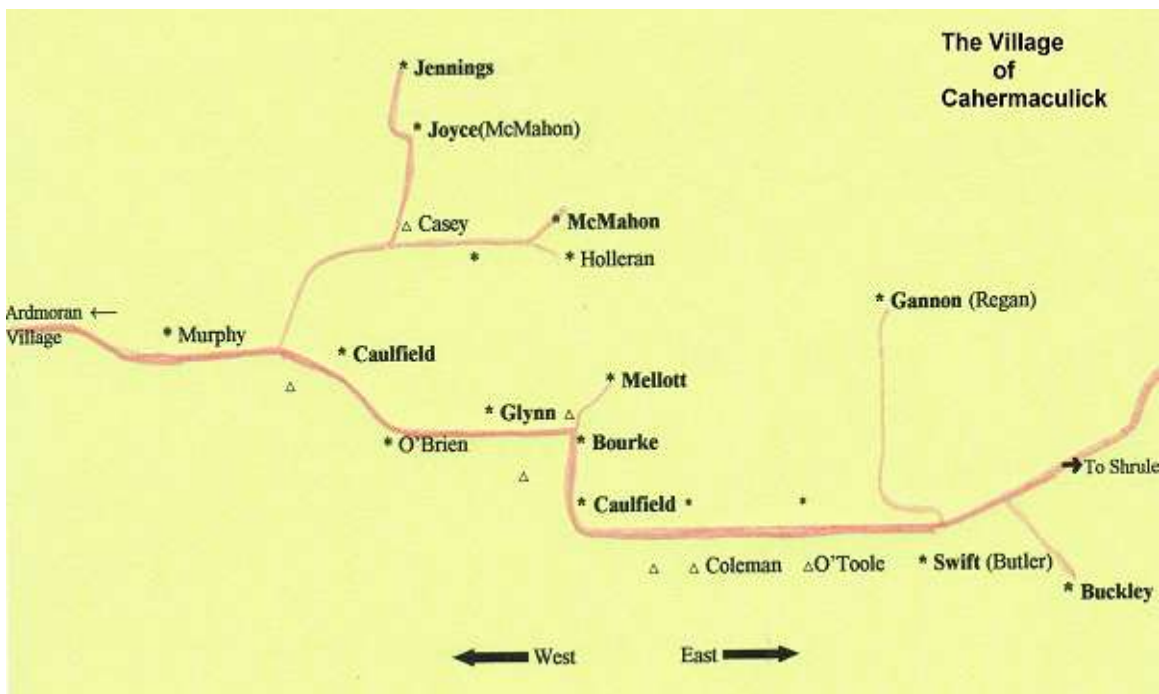 The Village
of
Cahermaculick
* Jennings
* Joyce(McMahon)
△ Casey
* McMahon
*
* Holleran
* Gannon (Regan)
Ardmoran ←
Village
* Murphy
* Caulfield
△
* Mellott
* Glynn △
* O'Brien
* Bourke
→To Shrule
△
* Caulfield * *
△ △ Coleman △O'Toole
* Swift (Butler)
* Buckley
← West East →